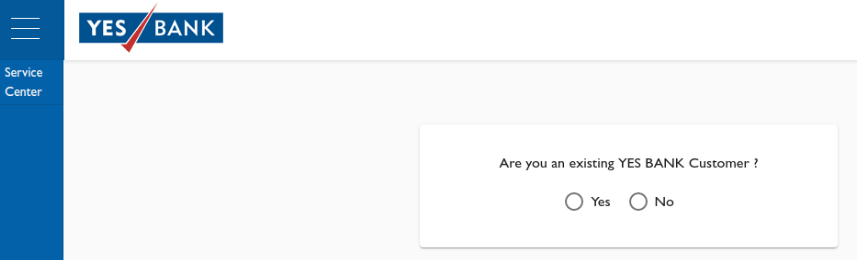 YES BANK
Service
Center
Are you an existing YES BANK Customer ?
Yes No